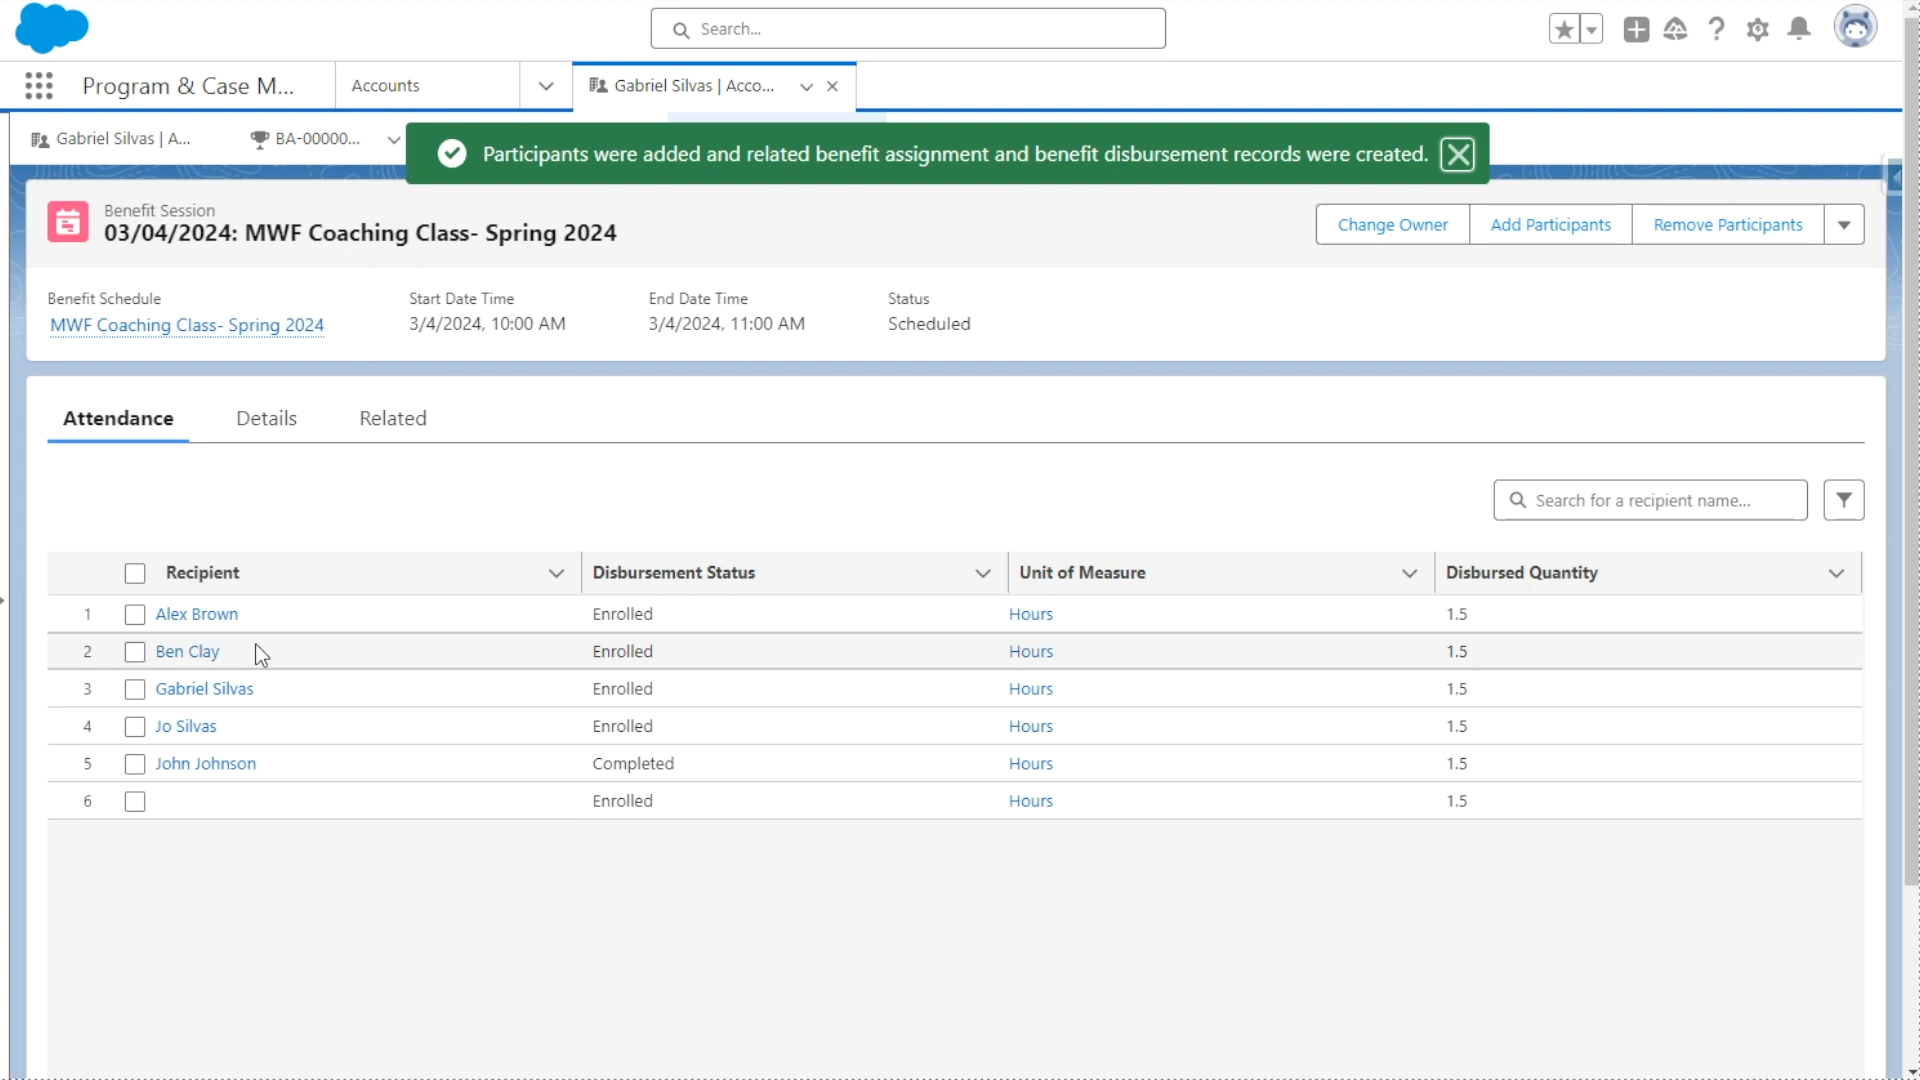 Search...
Program & Case M...
Accounts
Gabriel Silvas | Acco...
Gabriel Silvas | A...
BA-00000...
Participants were added and related benefit assignment and benefit disbursement records were created.
Benefit Session
03/04/2024: MWF Coaching Class- Spring 2024
Change Owner
Add Participants
Remove Participants
Benefit Schedule
Start Date Time
End Date Time
Status
MWF Coaching Class- Spring 2024
3/4/2024, 10:00 AM
3/4/2024, 11:00 AM
Scheduled
Attendance
Details
Related
Search for a recipient name...
Recipient
Disbursement Status
Unit of Measure
Disbursed Quantity
1 Alex Brown Enrolled Hours 1.5
2 Ben Clay Enrolled Hours 1.5
3 Gabriel Silvas Enrolled Hours 1.5
4 Jo Silvas Enrolled Hours 1.5
5 John Johnson Completed Hours 1.5
6 Enrolled Hours 1.5